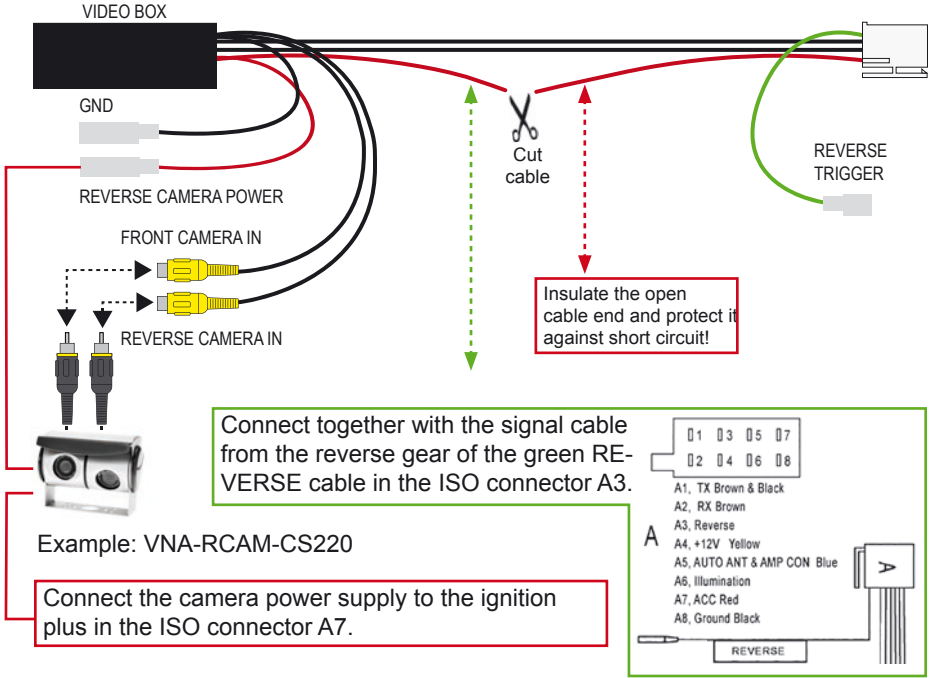 VIDEO BOX
GND
REVERSE CAMERA POWER
FRONT CAMERA IN
REVERSE CAMERA IN
Cut
cable
REVERSE
TRIGGER
Insulate the open
cable end and protect it
against short circuit!
Connect together with the signal cable
from the reverse gear of the green RE-
VERSE cable in the ISO connector A3.
1 3 5 7
2 4 6 8
A
A1, TX Brown & Black
A2, RX Brown
A3, Reverse
A4, +12V Yellow
A5, AUTO ANT & AMP CON Blue
A6, Illumination
A7, ACC Red
A8, Ground Black
A
REVERSE
Example: VNA-RCAM-CS220
Connect the camera power supply to the ignition
plus in the ISO connector A7.